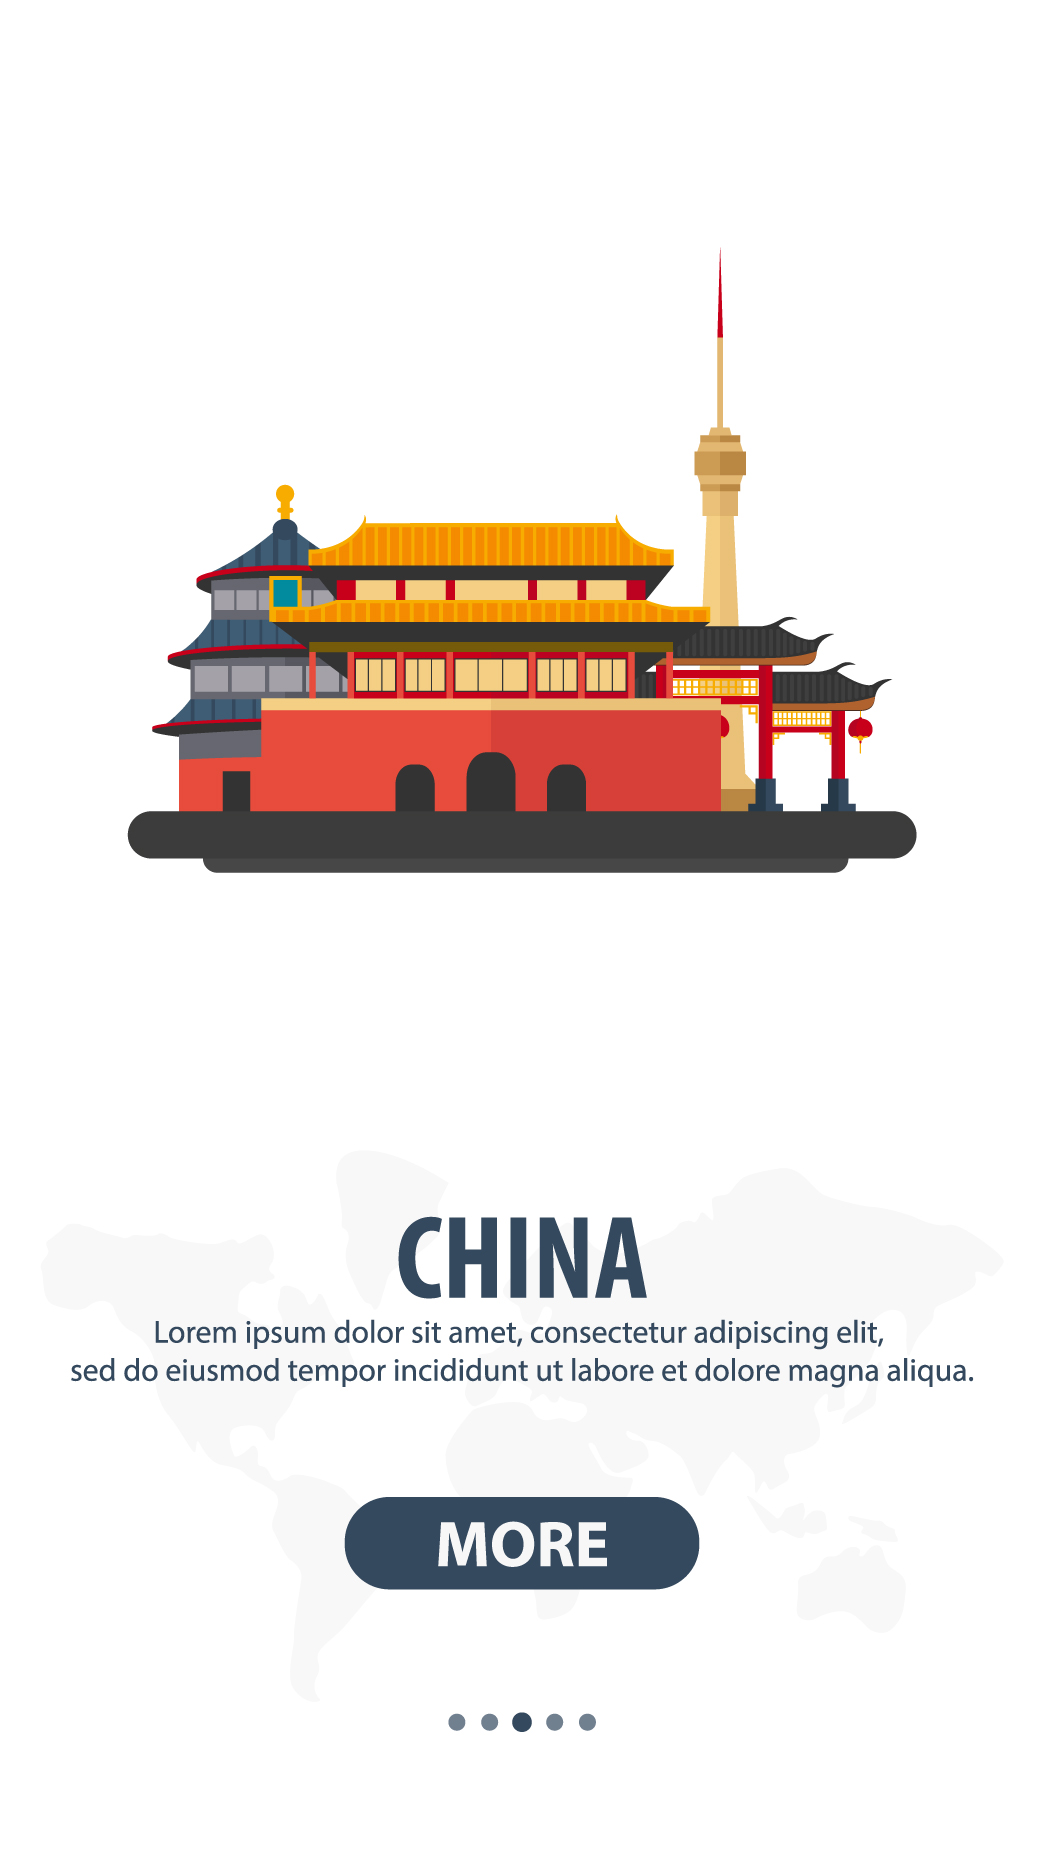 CHINA
Lorem ipsum dolor sit amet, consectetur adipiscing elit,
sed do eiusmod tempor incididunt ut labore et dolore magna aliqua.
MORE